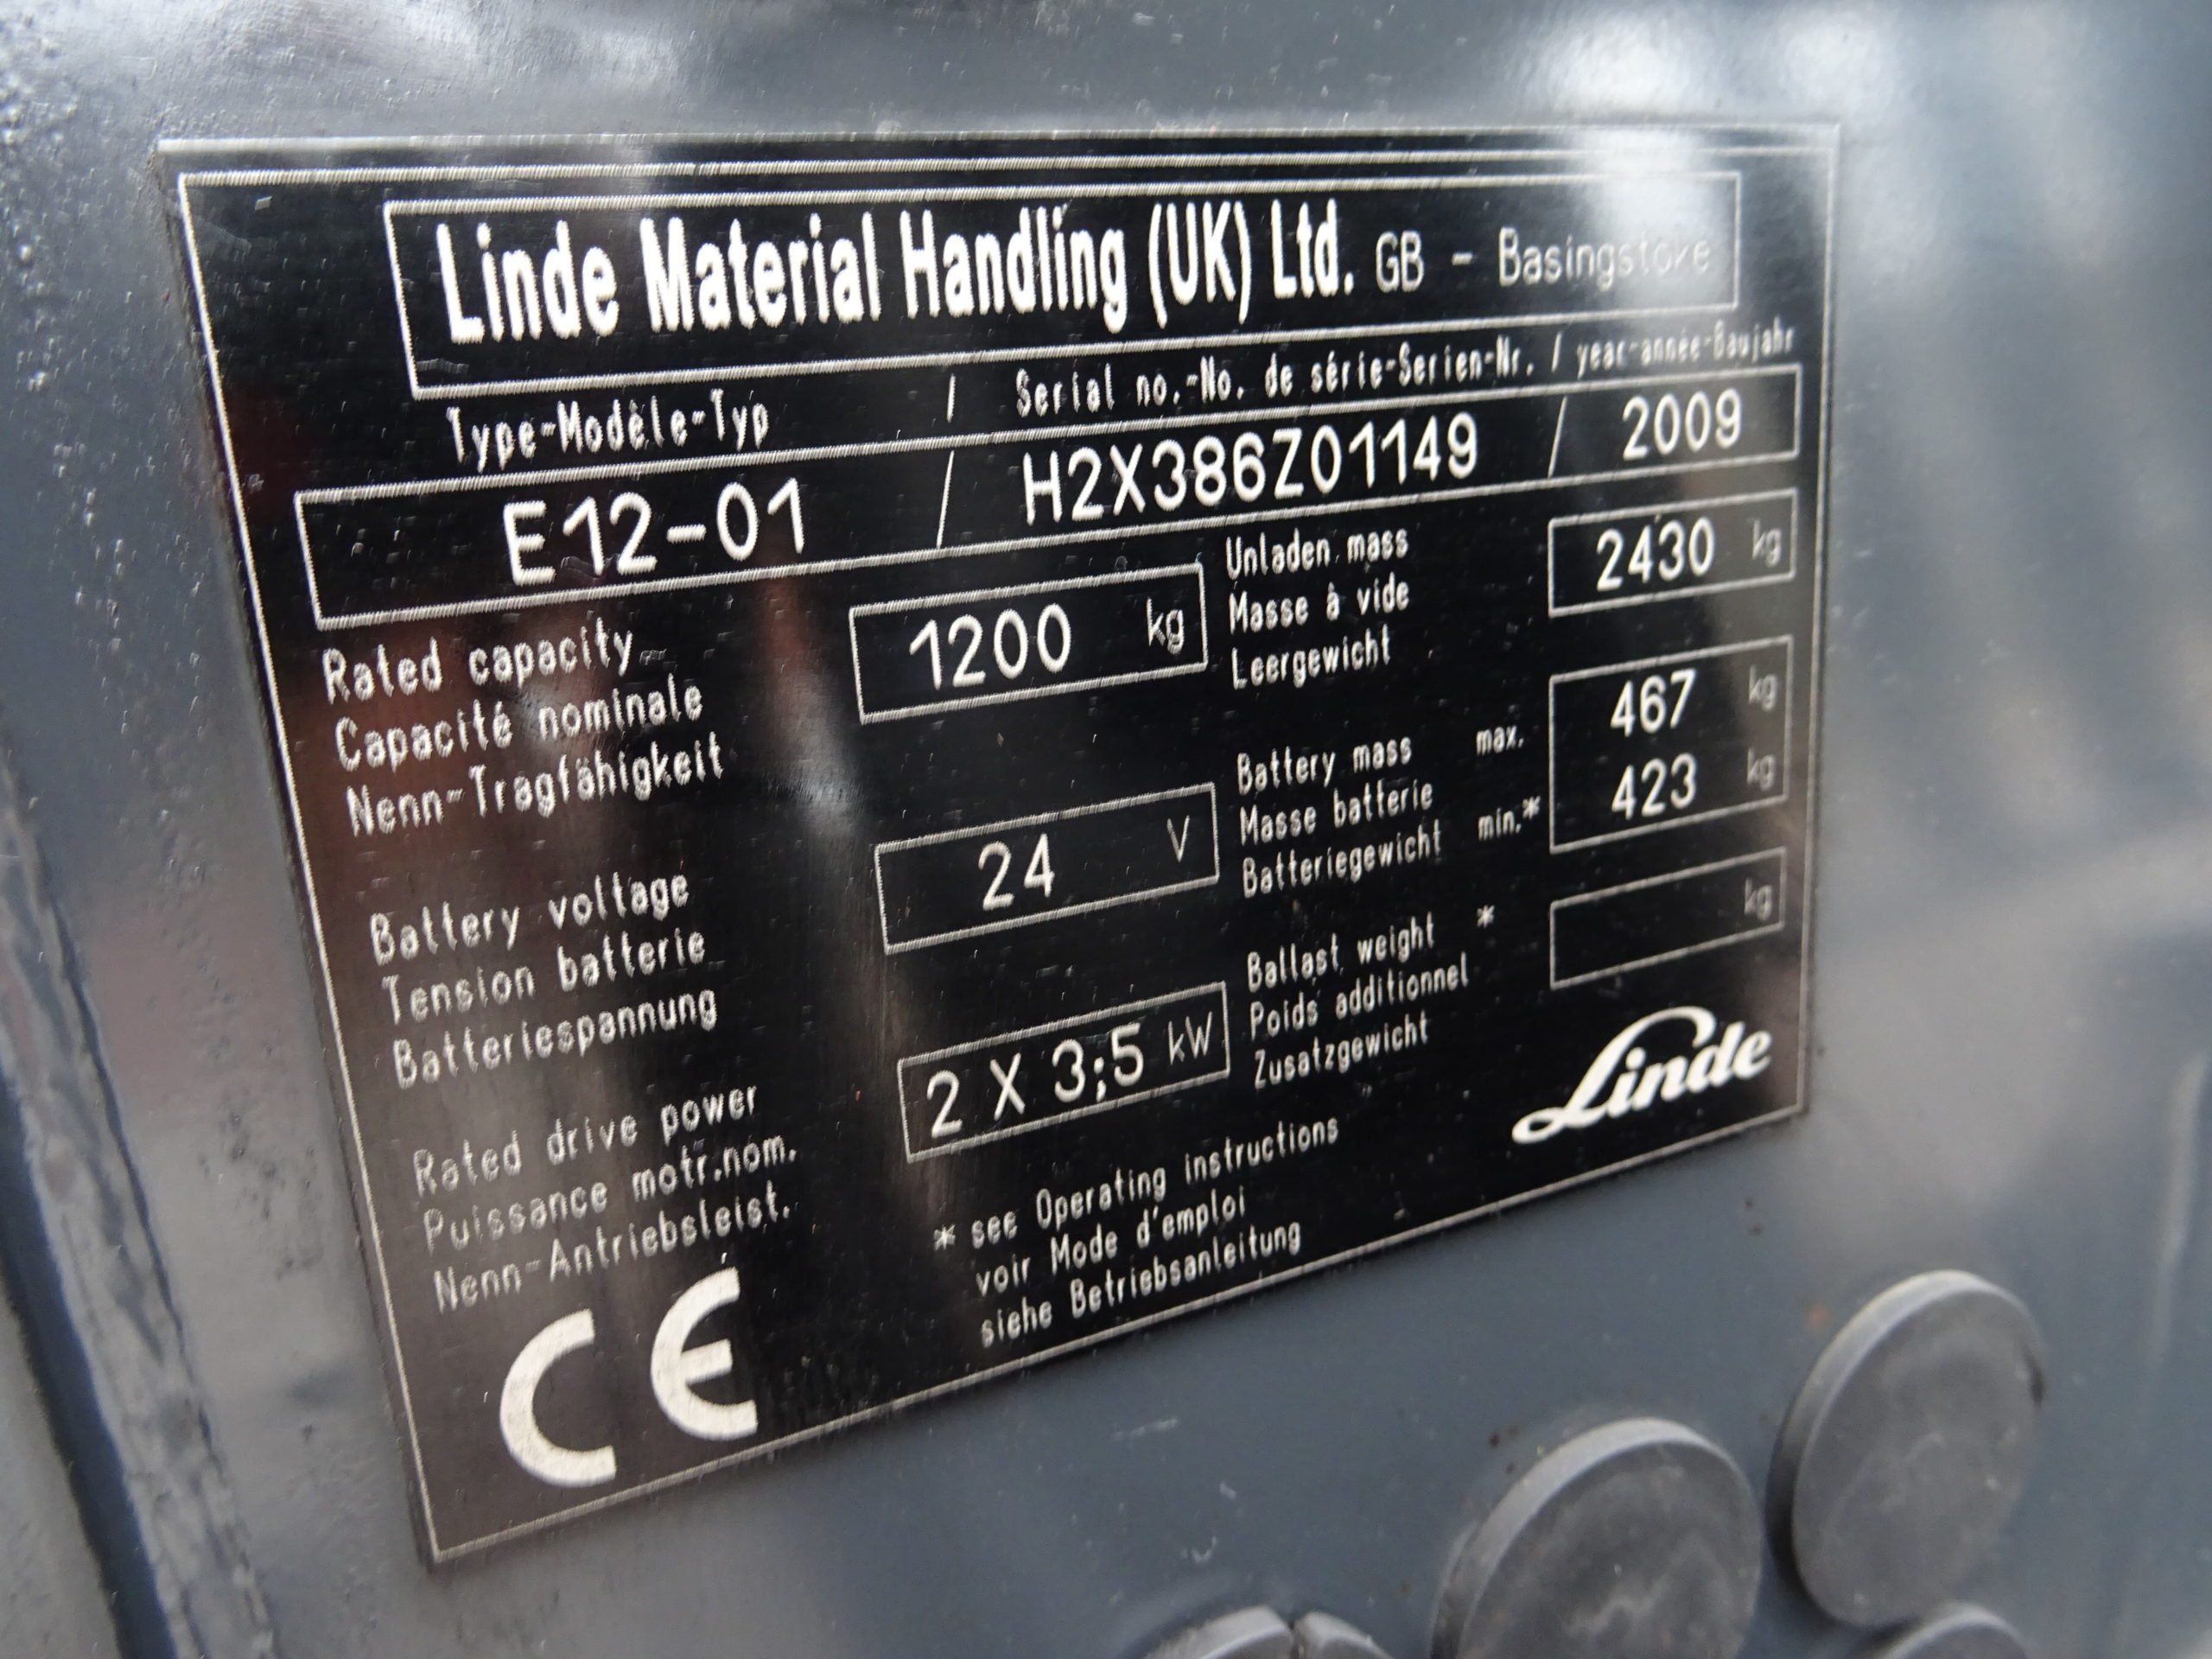 Linde Material Handling (UK) Ltd. GB - Basingstoke
Type-Modèle-Typ / Serial no.-No. de série-Serien-Nr. / year-année-Baujahr
E12-01 / H2X386Z01149 / 2009
Rated capacity
Capacité nominale
Nenn-Tragfähigkeit
1200 kg
Unladen mass
Masse à vide
Leergewicht
2430 kg
Battery voltage
Tension batterie
Batteriespannung
24 V
Battery mass max.
Masse batterie
Batteriegewicht min.*
467 kg
423 kg
Rated drive power
Puissance motr.nom.
Nenn-Antriebsleist.
2 X 3;5 kW
Ballast weight *
Poids additionnel
Zusatzgewicht
kg
* see Operating instructions
voir Mode d'emploi
siehe Betriebsanleitung
Linde
CE